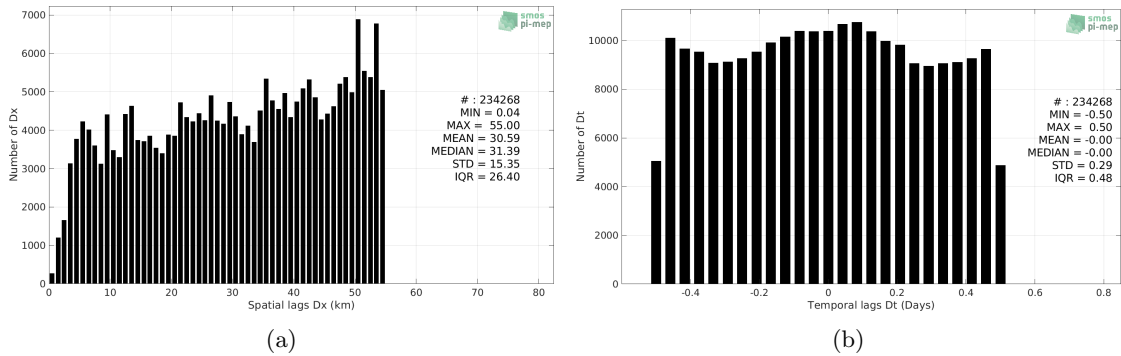 7000
6000
5000
4000
3000
2000
1000
0
Number of Dx
0 10 20 30 40 50 60 70 80
Spatial lags Dx (km)
smos
pi-mep
# : 234268
MIN = 0.04
MAX = 55.00
MEAN = 30.59
MEDIAN = 31.39
STD = 15.35
IQR = 26.40
(a)
10000
8000
6000
4000
2000
0
Number of Dt
-0.4 -0.2 0 0.2 0.4 0.6 0.8
Temporal lags Dt (Days)
smos
pi-mep
# : 234268
MIN = -0.50
MAX = 0.50
MEAN = -0.00
MEDIAN = -0.00
STD = 0.29
IQR = 0.48
(b)